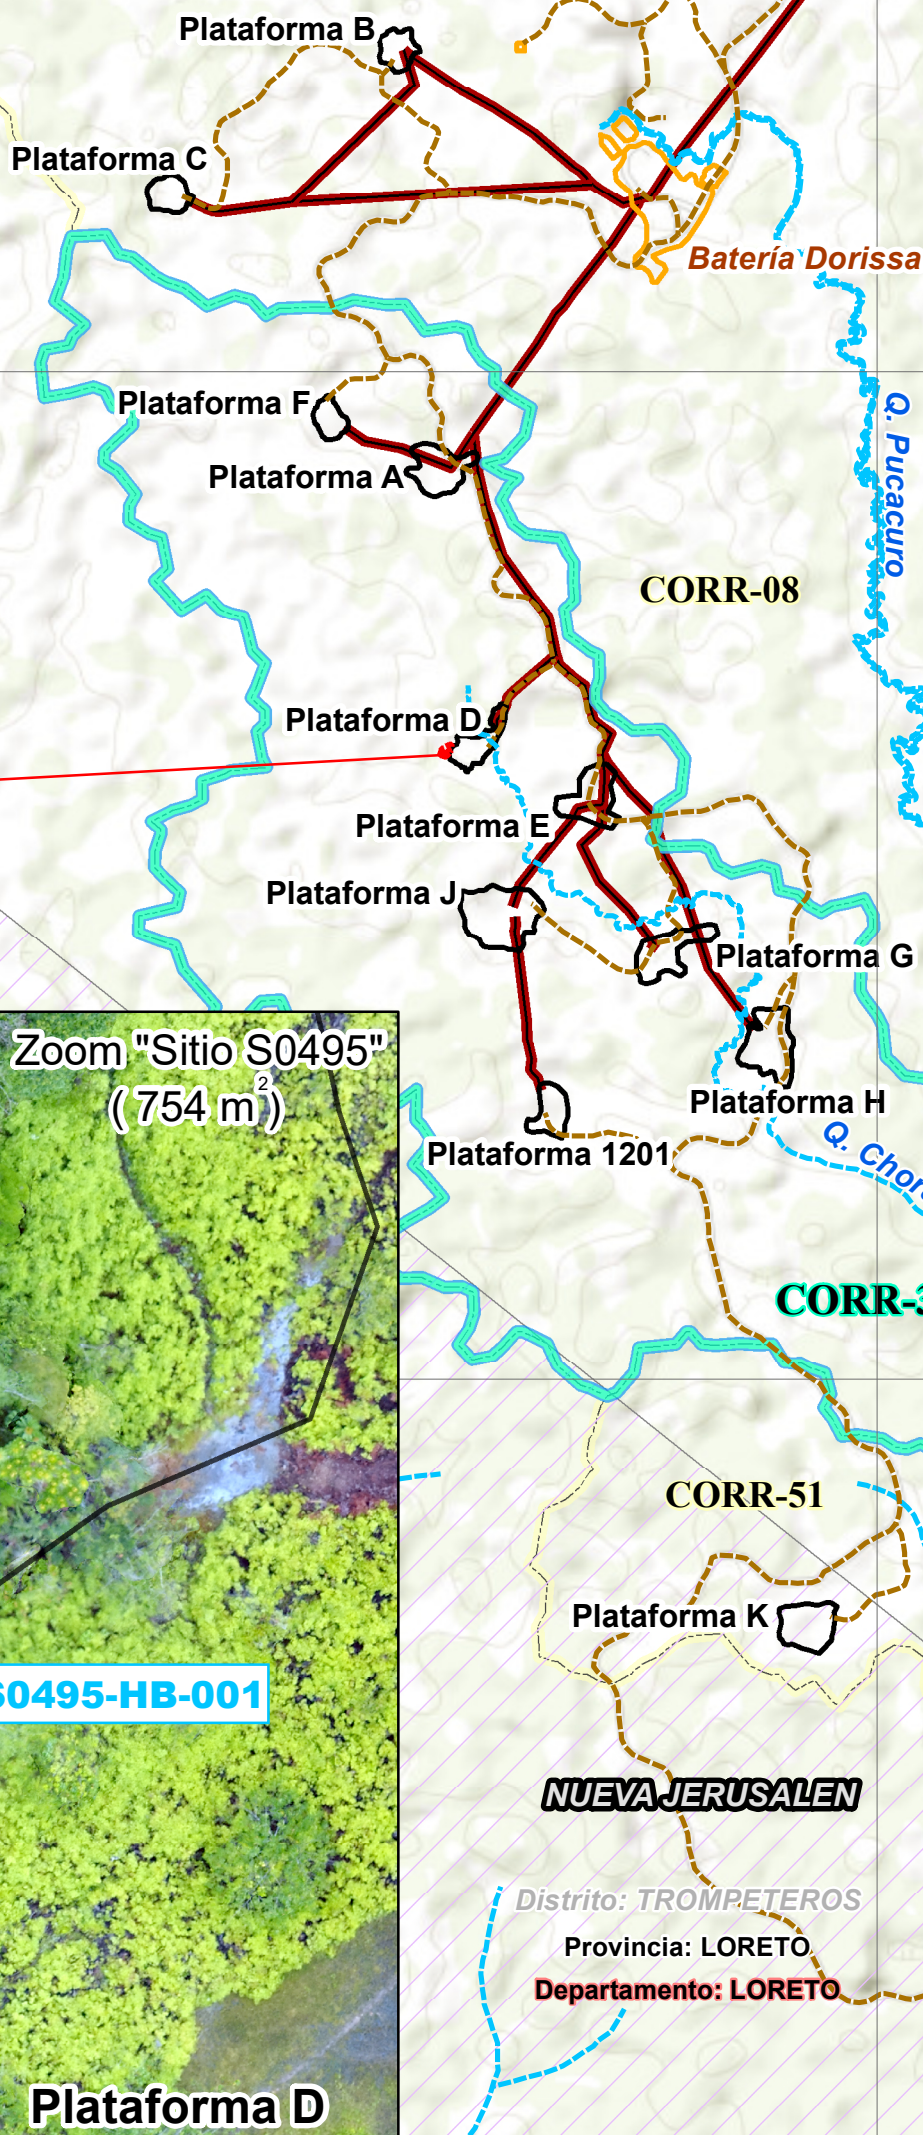 Plataforma B
Plataforma C
Batería Dorissa
Plataforma F
Q. Pucacuro
Plataforma A
CORR-08
Plataforma D
Plataforma E
Plataforma J
Plataforma G
Zoom "Sitio S0495"
( 754 m²)
Plataforma H
Q. Chor
Plataforma 1201
CORR-3
CORR-51
Plataforma K
S0495-HB-001
NUEVA JERUSALEN
Distrito: TROMPETEROS
Provincia: LORETO
Departamento: LORETO
Plataforma D